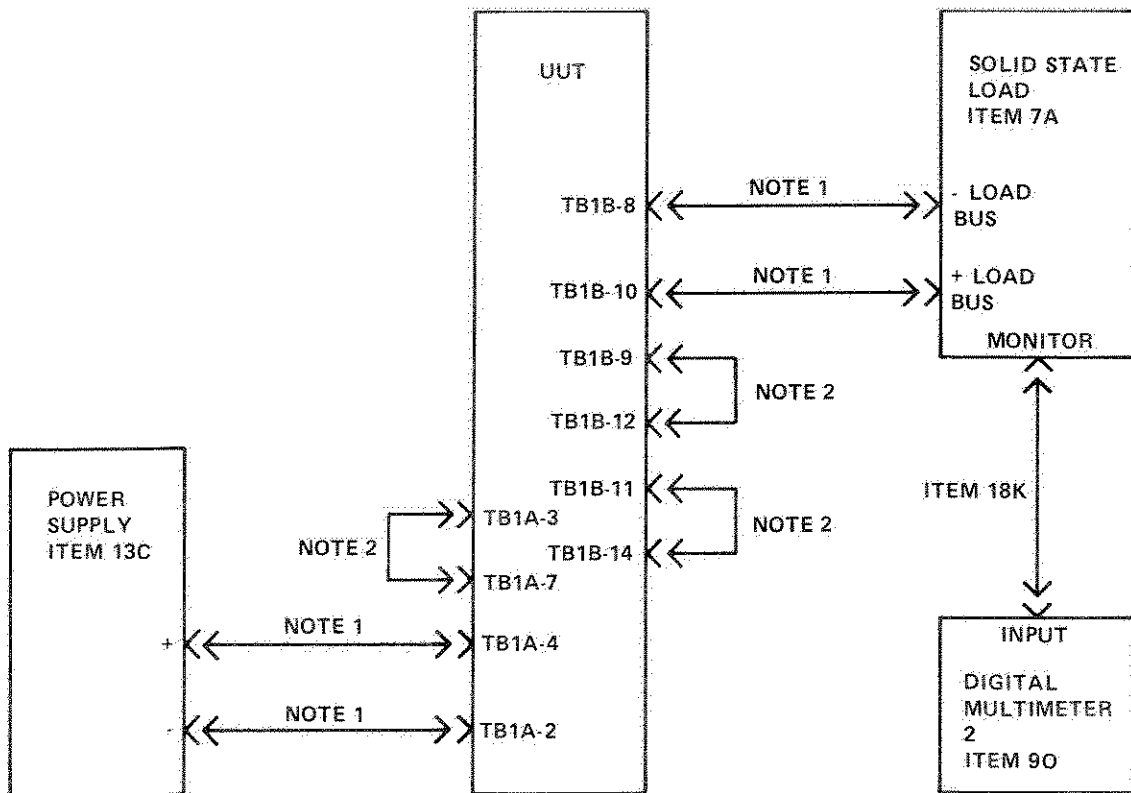 UUT
SOLID STATE
LOAD
ITEM 7A
TB1B-8
NOTE 1
- LOAD
BUS
TB1B-10
NOTE 1
+ LOAD
BUS
MONITOR
TB1B-9
NOTE 2
TB1B-12
TB1B-11
NOTE 2
TB1B-14
ITEM 18K
POWER
SUPPLY
ITEM 13C
NOTE 2
TB1A-3
TB1A-7
+
NOTE 1
TB1A-4
-
NOTE 1
TB1A-2
INPUT
DIGITAL
MULTIMETER
2
ITEM 9O